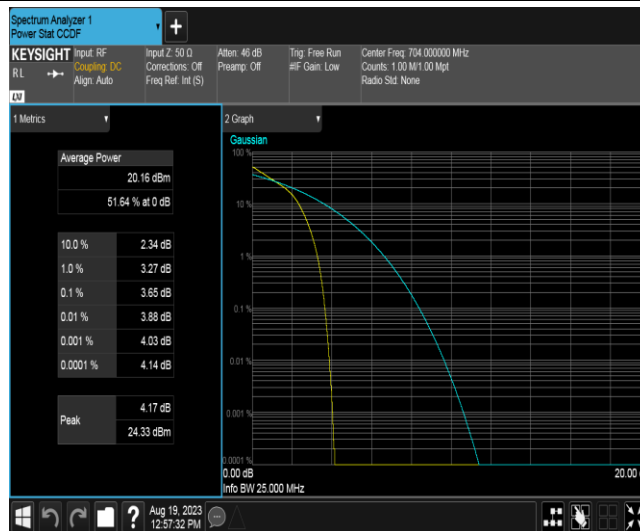 Spectrum Analyzer 1
Power Stat CCDF
+
KEYSIGHT
RL
Input: RF
Coupling: DC
Align: Auto
Input Z: 50 Ω
Corrections: Off
Freq Ref: Int (S)
Atten: 46 dB
Preamp: Off
Trig: Free Run
#IF Gain: Low
Center Freq: 704.000000 MHz
Counts: 1.00 M/1.00 Mpt
Radio Std: None
1 Metrics
Average Power
20.16 dBm
51.64 % at 0 dB
10.0 % 2.34 dB
1.0 % 3.27 dB
0.1 % 3.65 dB
0.01 % 3.88 dB
0.001 % 4.03 dB
0.0001 % 4.14 dB
Peak
4.17 dB
24.33 dBm
2 Graph
Gaussian
100 %
10 %
1 %
0.1 %
0.01 %
0.001 %
0.0001 %
0.00 dB
20.00
Info BW 25.000 MHz
?
Aug 19, 2023
12:57:32 PM